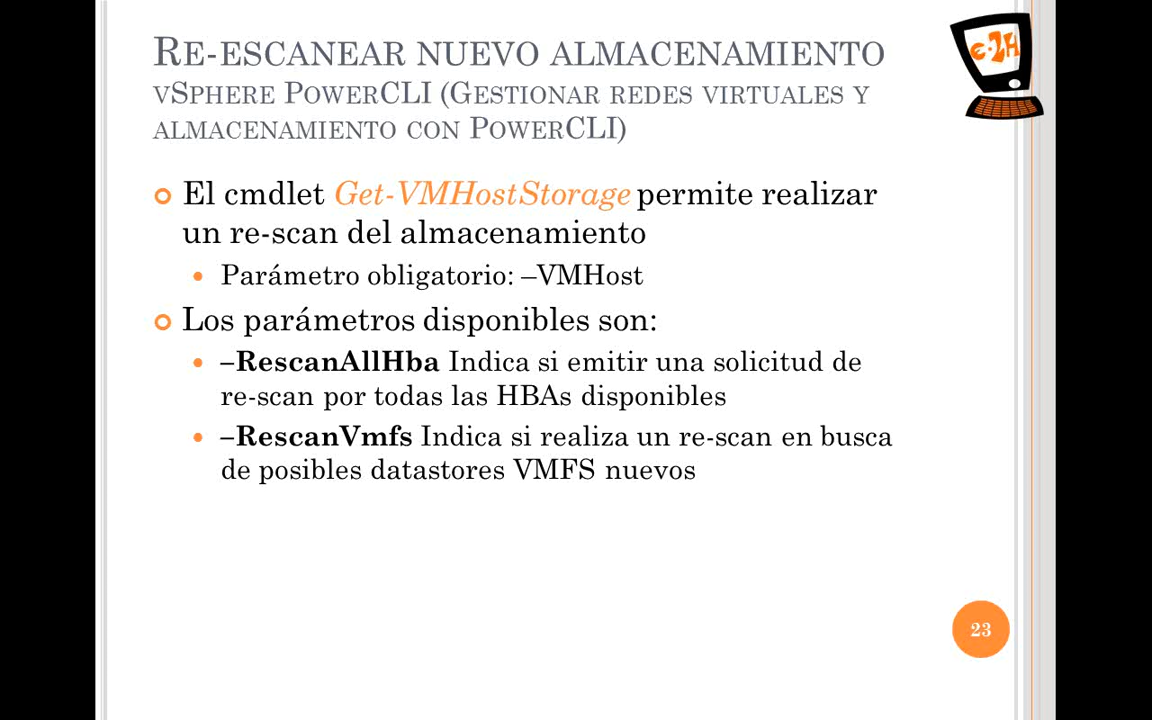 RE-ESCANEAR NUEVO ALMACENAMIENTO
VSPHERE POWERCLI (GESTIONAR REDES VIRTUALES Y
ALMACENAMIENTO CON POWERCLI)
e-2H
El cmdlet Get-VMHostStorage permite realizar
un re-scan del almacenamiento
Parámetro obligatorio: –VMHost
Los parámetros disponibles son:
–RescanAllHba Indica si emitir una solicitud de
re-scan por todas las HBAs disponibles
–RescanVmfs Indica si realiza un re-scan en busca
de posibles datastores VMFS nuevos
23